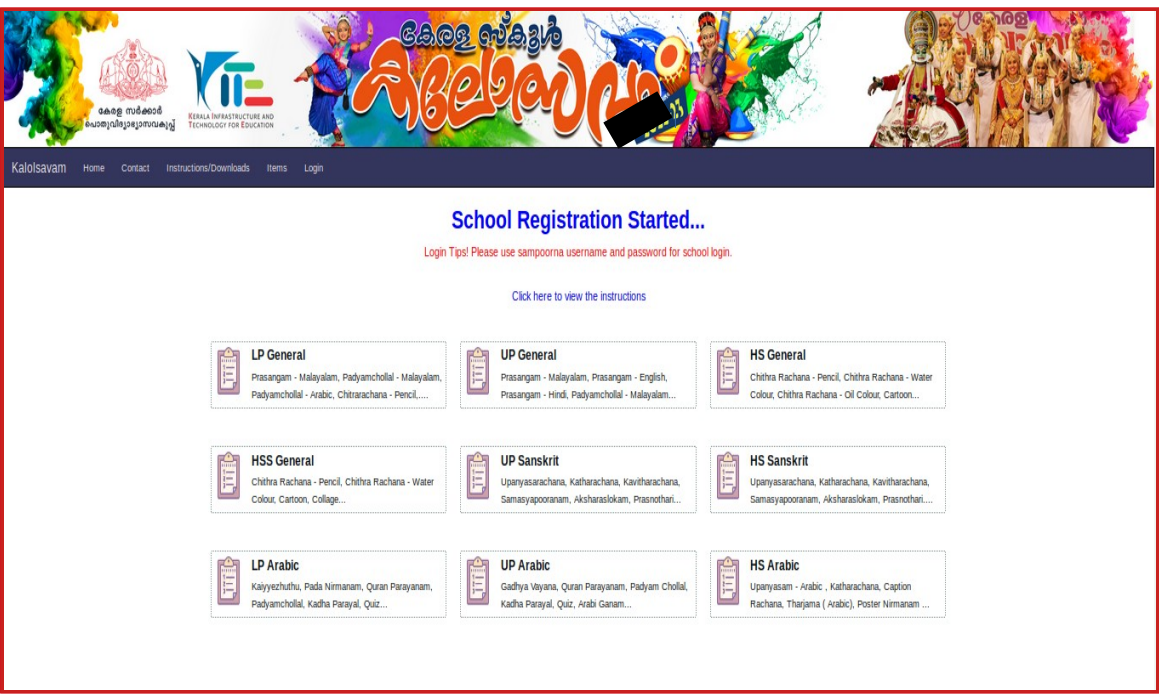 കേരള സർക്കാർ
പൊതുവിദ്യാഭ്യാസവകുപ്പ്
KITE
KERALA INFRASTRUCTURE AND
TECHNOLOGY FOR EDUCATION
കേരള സ്കൂൾ
കലോത്സവം
23
Kalolsavam Home Contact Instructions/Downloads Items Login
School Registration Started...
Login Tips! Please use sampoorna username and password for school login.
Click here to view the instructions
LP General
Prasangam - Malayalam, Padyamchollal - Malayalam,
Padyamchollal - Arabic, Chitrarachana - Pencil,....
UP General
Prasangam - Malayalam, Prasangam - English,
Prasangam - Hindi, Padyamchollal - Malayalam...
HS General
Chithra Rachana - Pencil, Chithra Rachana - Water
Colour, Chithra Rachana - Oil Colour, Cartoon...
HSS General
Chithra Rachana - Pencil, Chithra Rachana - Water
Colour, Cartoon, Collage...
UP Sanskrit
Upanyasarachana, Katharachana, Kavitharachana,
Samasyapooranam, Aksharaslokam, Prasnothari...
HS Sanskrit
Upanyasarachana, Katharachana, Kavitharachana,
Samasyapooranam, Aksharaslokam, Prasnothari....
LP Arabic
Kaiyyezhuthu, Pada Nirmanam, Quran Parayanam,
Padyamchollal, Kadha Parayal, Quiz...
UP Arabic
Gadhya Vayana, Quran Parayanam, Padyam Chollal,
Kadha Parayal, Quiz, Arabi Ganam...
HS Arabic
Upanyasam - Arabic , Katharachana, Caption
Rachana, Tharjama ( Arabic), Poster Nirmanam ...